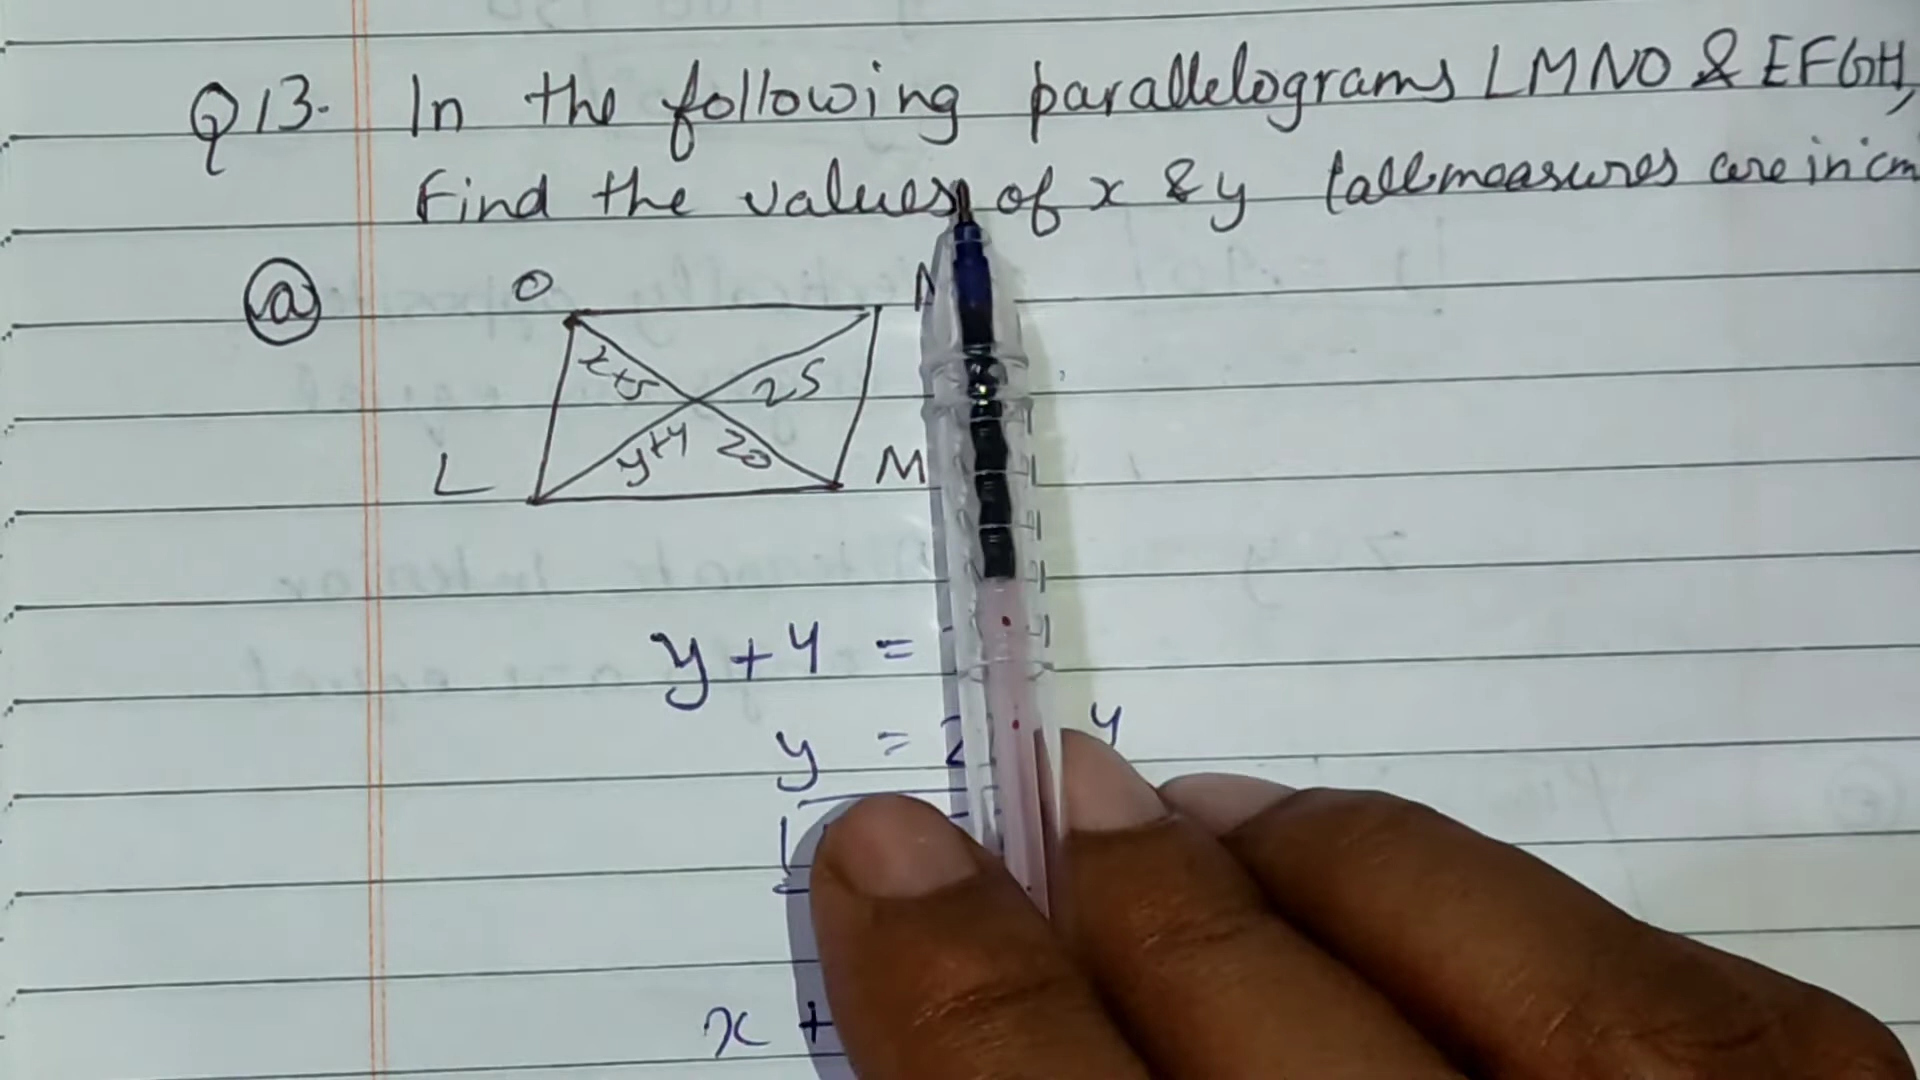 Q13. In the following parallelograms LMNO & EFGH,
Find the values of x & y (all measures are in cm
(a)
O
x+5 25
y+4 20
L M
y + 4 =
y = 2 4
x +